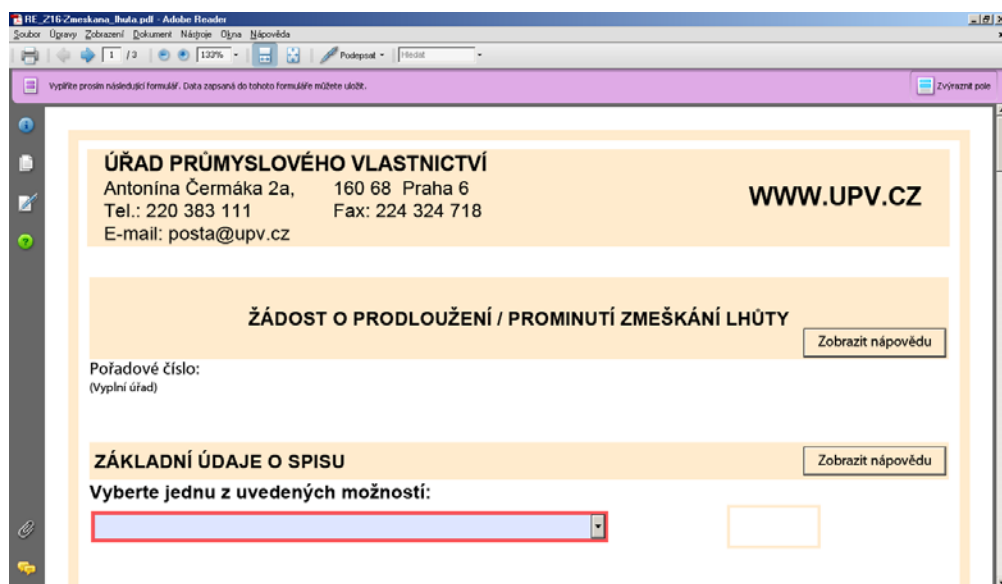 RE_Z16-Zmeskana_lhuta.pdf - Adobe Reader
Soubor Úpravy Zobrazení Dokument Nástroje Okna Nápověda
1 / 3 133% Podepsat Hledat
Vyplňte prosím následující formulář. Data zapsaná do tohoto formuláře můžete uložit. Zvýraznit pole
ÚŘAD PRŮMYSLOVÉHO VLASTNICTVÍ
Antonína Čermáka 2a, 160 68 Praha 6
WWW.UPV.CZ
Tel.: 220 383 111 Fax: 224 324 718
E-mail: posta@upv.cz
ŽÁDOST O PRODLOUŽENÍ / PROMINUTÍ ZMEŠKÁNÍ LHŮTY
Zobrazit nápovědu
Pořadové číslo:
(Vyplní úřad)
ZÁKLADNÍ ÚDAJE O SPISU Zobrazit nápovědu
Vyberte jednu z uvedených možností: